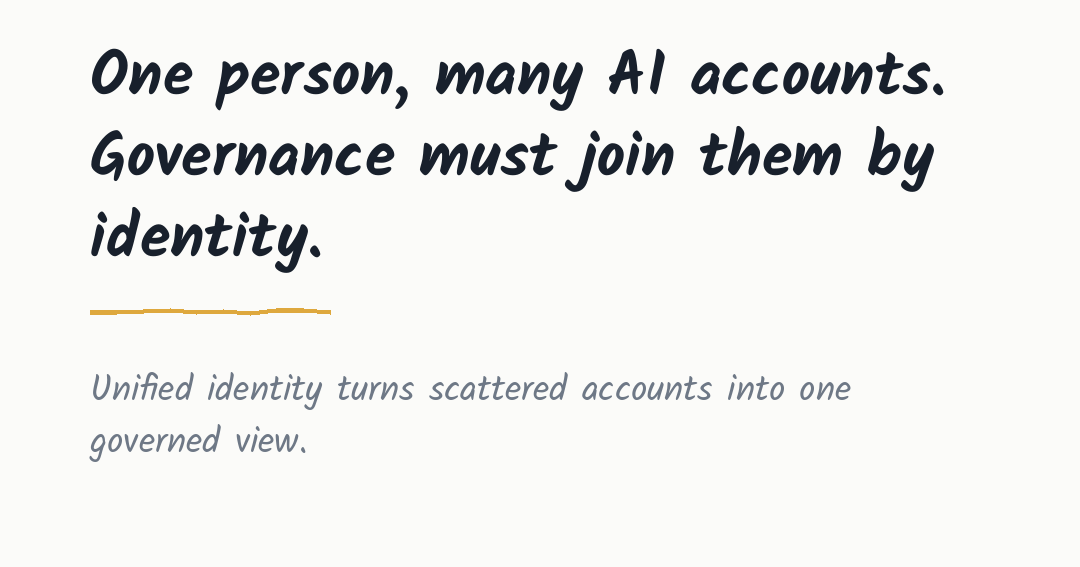 One person, many AI accounts.
Governance must join them by
identity.
Unified identity turns scattered accounts into one
governed view.